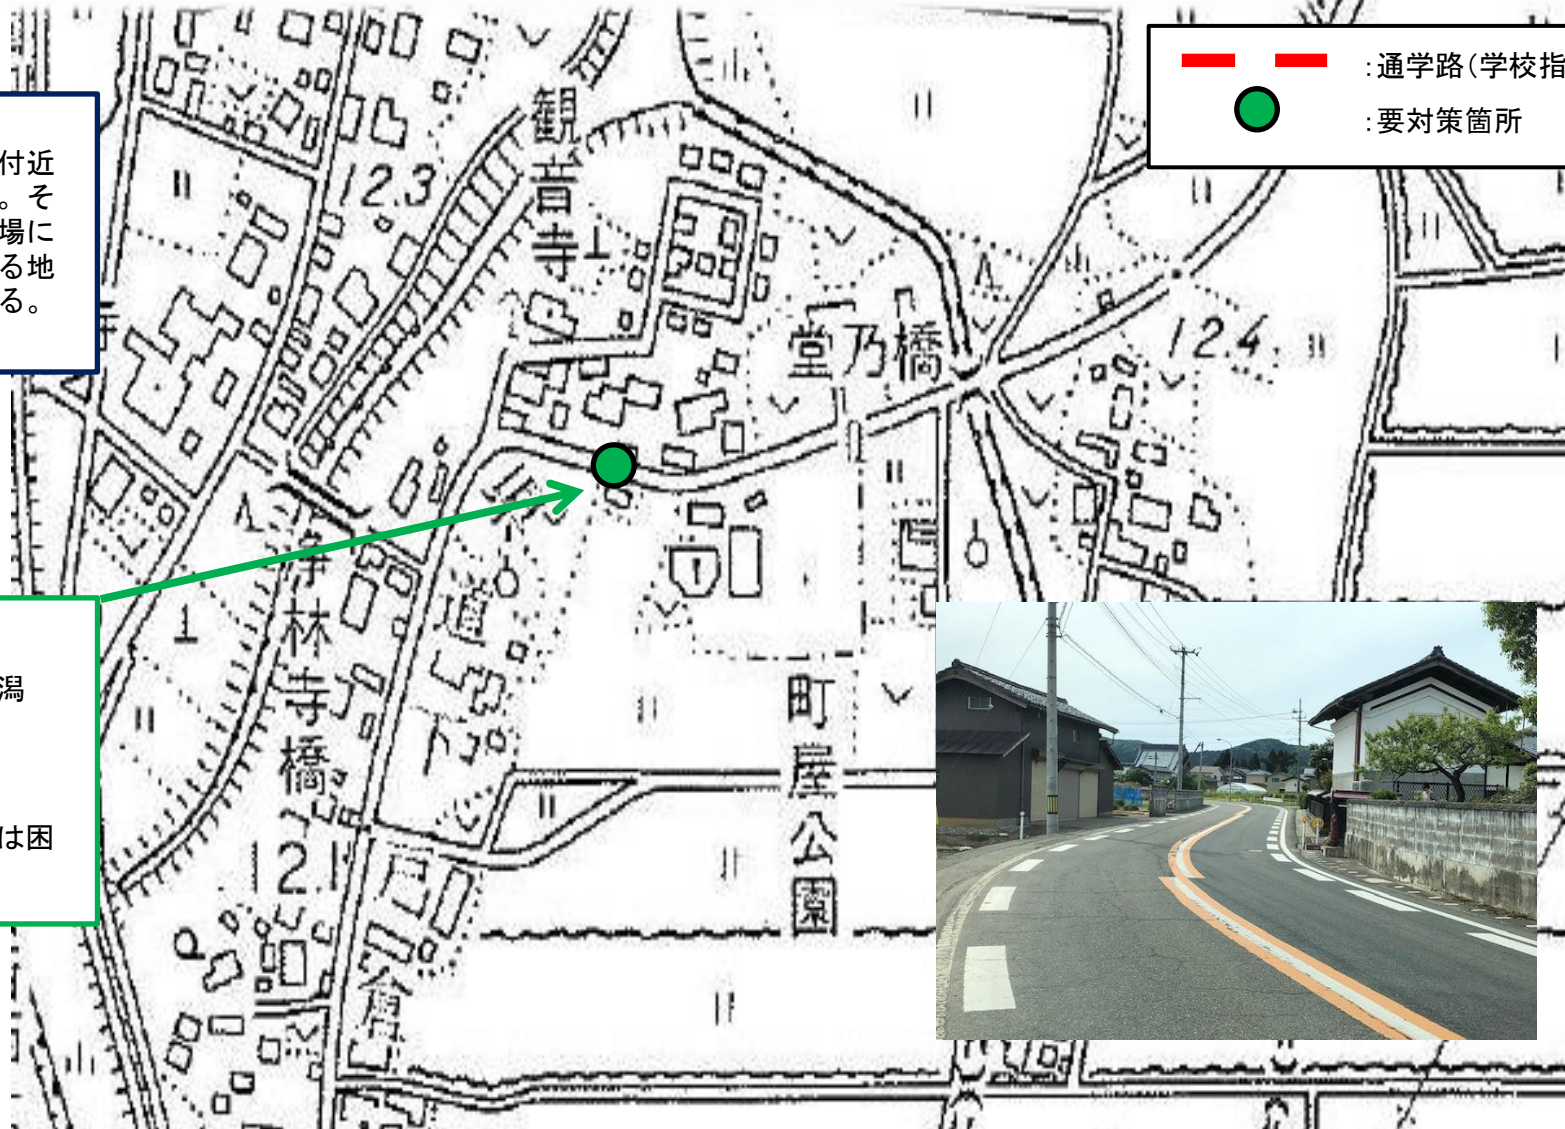 :通学路(学校指
:要対策箇所
付近
。そ
場に
る地
る。
潟
は困
観音寺
12.3
堂乃橋
12.4
浄林寺橋
道下
町屋公園
12.1
倉